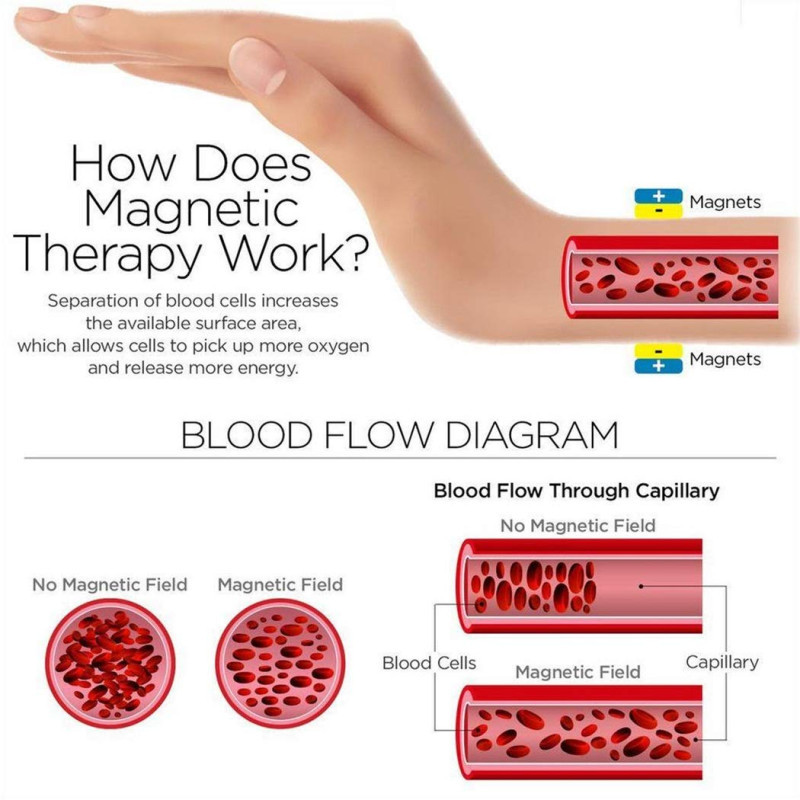 How Does
Magnetic
Therapy Work?
Separation of blood cells increases
the available surface area,
which allows cells to pick up more oxygen
and release more energy.
+
-
Magnets
-
+
Magnets
BLOOD FLOW DIAGRAM
No Magnetic Field
Magnetic Field
Blood Flow Through Capillary
No Magnetic Field
Blood Cells
Capillary
Magnetic Field